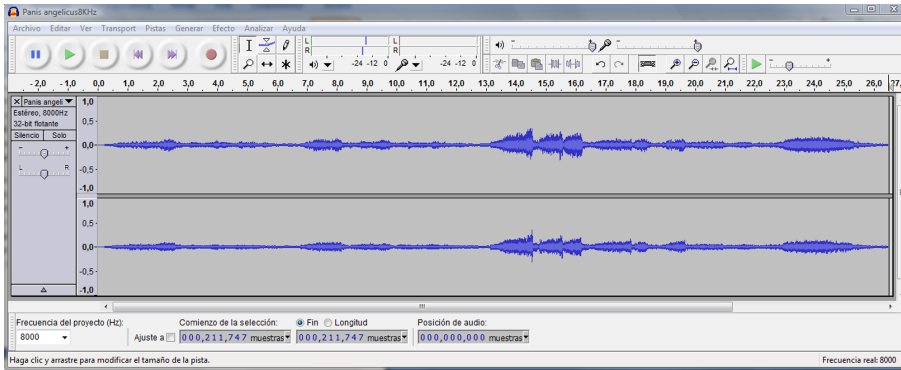 Panis angelicus8KHz
Archivo Editar Ver Transport Pistas Generar Efecto Analizar Ayuda
L R -24 -12 0 L R -24 -12 0
-2,0 -1,0 0,0 1,0 2,0 3,0 4,0 5,0 6,0 7,0 8,0 9,0 10,0 11,0 12,0 13,0 14,0 15,0 16,0 17,0 18,0 19,0 20,0 21,0 22,0 23,0 24,0 25,0 26,0 27,
X Panis angeli 1,0
Estéreo, 8000Hz
32-bit flotante 0,5
Silencio Solo
- + 0,0
L R -0,5
-1,0
1,0
0,5
0,0
-0,5
-1,0
Frecuencia del proyecto (Hz): Comienzo de la selección: Fin Longitud Posición de audio:
8000 Ajuste a 000,211,747 muestras 000,211,747 muestras 000,000,000 muestras
Haga clic y arrastre para modificar el tamaño de la pista. Frecuencia real: 8000